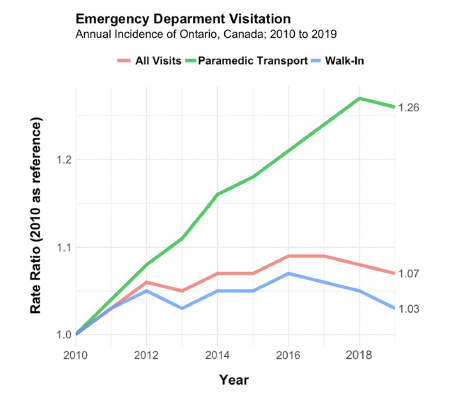 Emergency Deparment Visitation
Annual Incidence of Ontario, Canada; 2010 to 2019
All Visits Paramedic Transport Walk-In
Rate Ratio (2010 as reference)
1.2
1.1
1.0
1.26
1.07
1.03
2010 2012 2014 2016 2018
Year